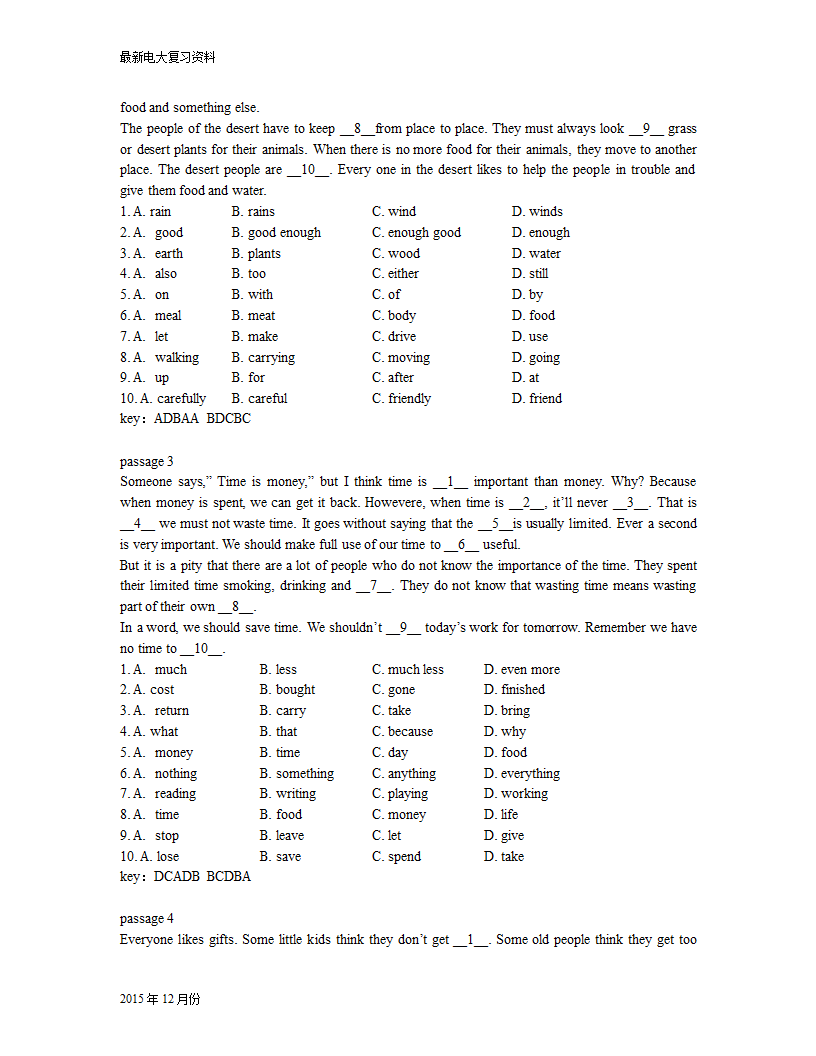 最新电大复习资料
food and something else.
The people of the desert have to keep __8__from place to place. They must always look __9__ grass
or desert plants for their animals. When there is no more food for their animals, they move to another
place. The desert people are __10__. Every one in the desert likes to help the people in trouble and
give them food and water.
1. A. rain B. rains C. wind D. winds
2. A. good B. good enough C. enough good D. enough
3. A. earth B. plants C. wood D. water
4. A. also B. too C. either D. still
5. A. on B. with C. of D. by
6. A. meal B. meat C. body D. food
7. A. let B. make C. drive D. use
8. A. walking B. carrying C. moving D. going
9. A. up B. for C. after D. at
10. A. carefully B. careful C. friendly D. friend
key：ADBAA BDCBC
passage 3
Someone says,” Time is money,” but I think time is __1__ important than money. Why? Because
when money is spent, we can get it back. Howevere, when time is __2__, it’ll never __3__. That is
__4__ we must not waste time. It goes without saying that the __5__is usually limited. Ever a second
is very important. We should make full use of our time to __6__ useful.
But it is a pity that there are a lot of people who do not know the importance of the time. They spent
their limited time smoking, drinking and __7__. They do not know that wasting time means wasting
part of their own __8__.
In a word, we should save time. We shouldn’t __9__ today’s work for tomorrow. Remember we have
no time to __10__.
1. A. much B. less C. much less D. even more
2. A. cost B. bought C. gone D. finished
3. A. return B. carry C. take D. bring
4. A. what B. that C. because D. why
5. A. money B. time C. day D. food
6. A. nothing B. something C. anything D. everything
7. A. reading B. writing C. playing D. working
8. A. time B. food C. money D. life
9. A. stop B. leave C. let D. give
10. A. lose B. save C. spend D. take
key：DCADB BCDBA
passage 4
Everyone likes gifts. Some little kids think they don’t get __1__. Some old people think they get too
2015 年 12 月份